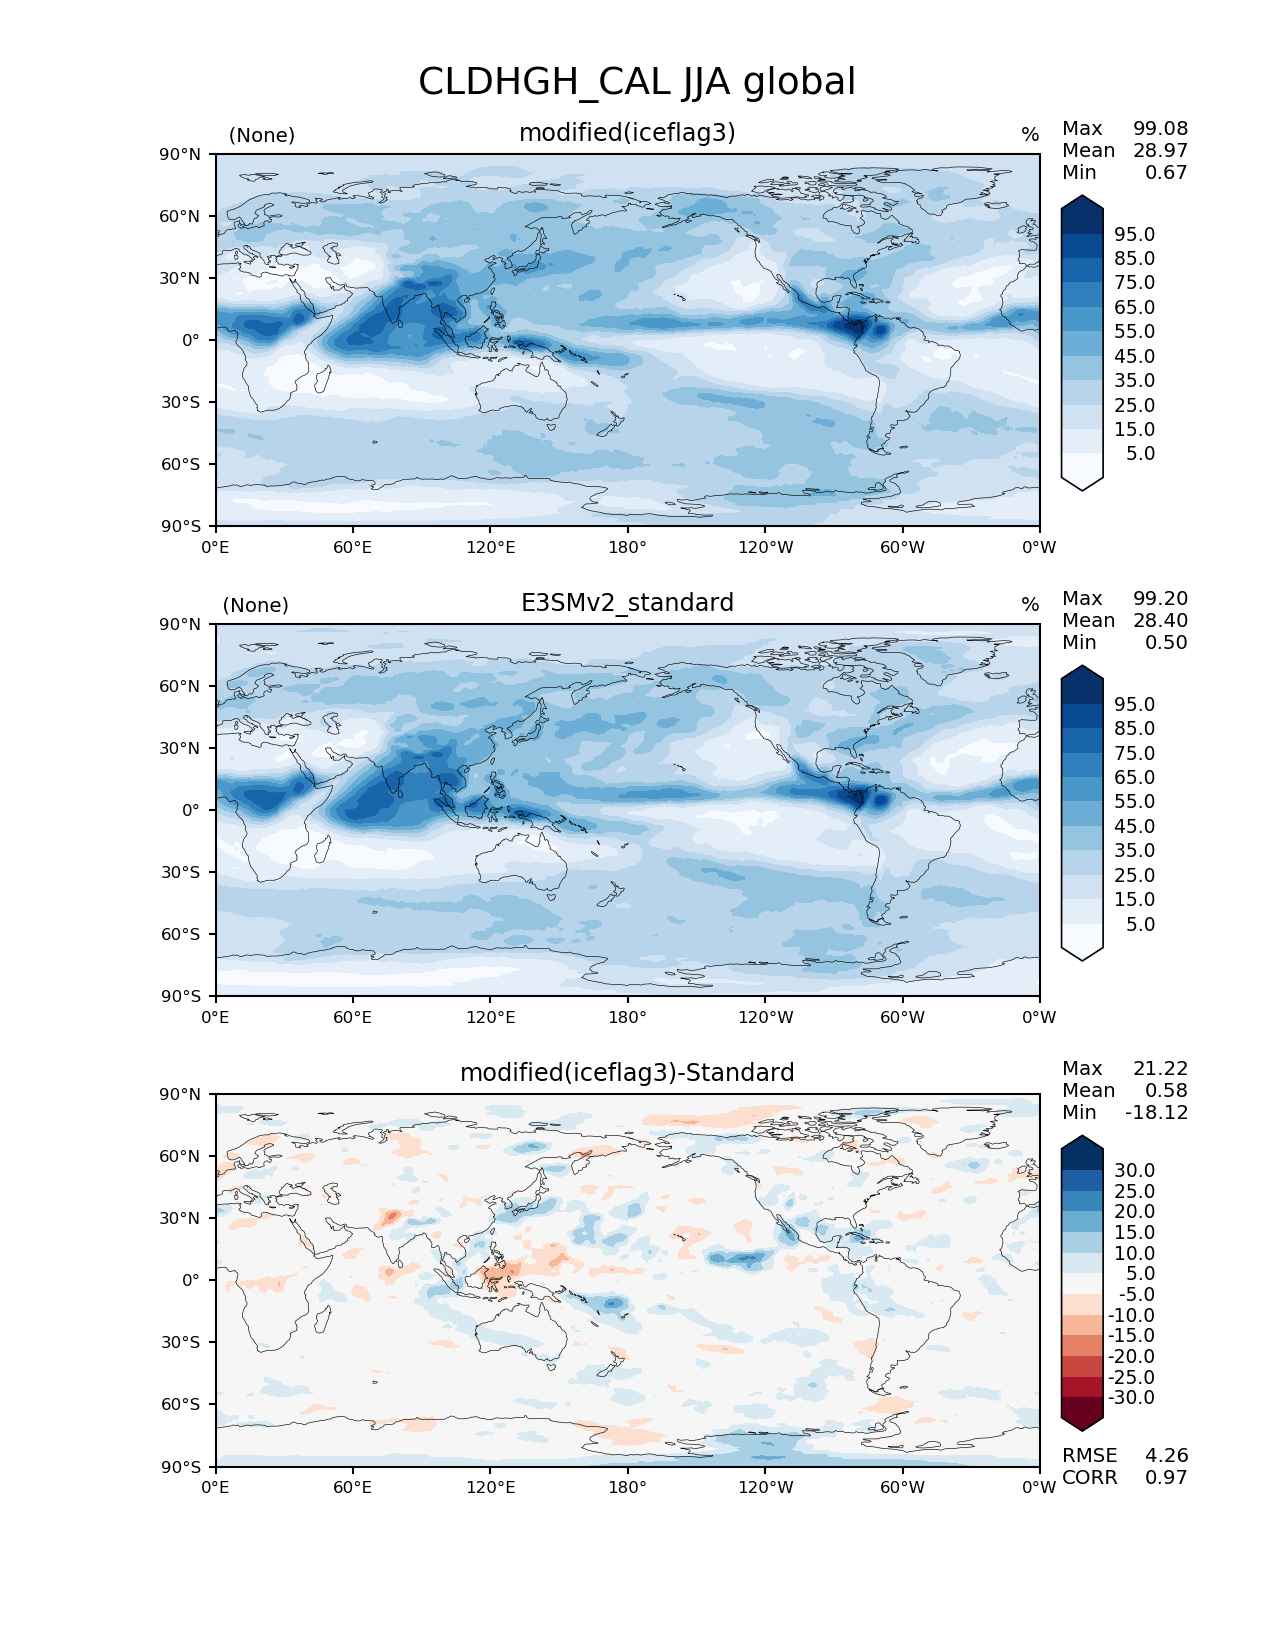 CLDHGH_CAL JJA global
(None) modified(iceflag3) %
Max 99.08
Mean 28.97
Min 0.67
90°N
60°N
30°N
0°
30°S
60°S
90°S
0°E 60°E 120°E 180° 120°W 60°W 0°W
95.0
85.0
75.0
65.0
55.0
45.0
35.0
25.0
15.0
5.0
(None) E3SMv2_standard %
Max 99.20
Mean 28.40
Min 0.50
90°N
60°N
30°N
0°
30°S
60°S
90°S
0°E 60°E 120°E 180° 120°W 60°W 0°W
95.0
85.0
75.0
65.0
55.0
45.0
35.0
25.0
15.0
5.0
modified(iceflag3)-Standard
Max 21.22
Mean 0.58
Min -18.12
90°N
60°N
30°N
0°
30°S
60°S
90°S
0°E 60°E 120°E 180° 120°W 60°W 0°W
30.0
25.0
20.0
15.0
10.0
5.0
-5.0
-10.0
-15.0
-20.0
-25.0
-30.0
RMSE 4.26
CORR 0.97